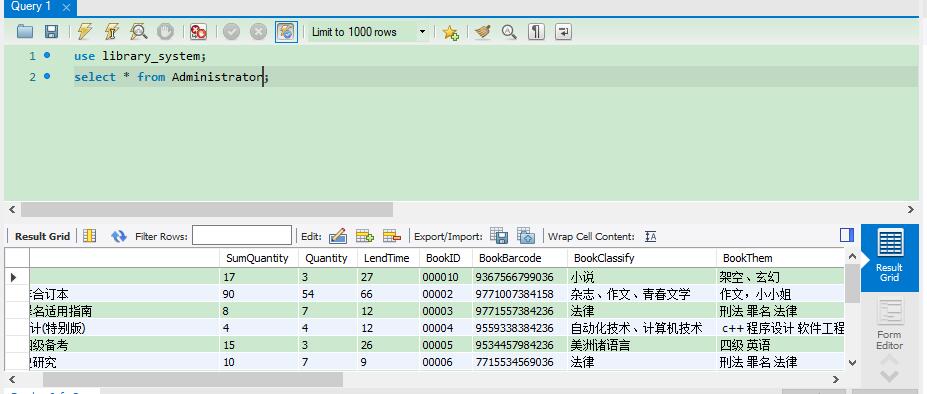 Query 1
Limit to 1000 rows
1 use library_system;
2 select * from Administrator;
Result Grid Filter Rows: Edit: Export/Import: Wrap Cell Content:
SumQuantity Quantity LendTime BookID BookBarcode BookClassify BookThem
17 3 27 000010 9367566799036 小说 架空、玄幻
合订本 90 54 66 00002 9771007384158 杂志、作文、青春文学 作文，小小姐
名适用指南 8 7 12 00003 9771557384236 法律 刑法 罪名 法律
计(特别版) 4 4 12 00004 9559338384236 自动化技术、计算机技术 c++ 程序设计 软件工程
级备考 15 3 26 00005 9534457984236 美洲诸语言 四级 英语
研究 10 7 9 00006 7715534569036 法律 刑法 罪名 法律
Result
Grid
Form
Editor